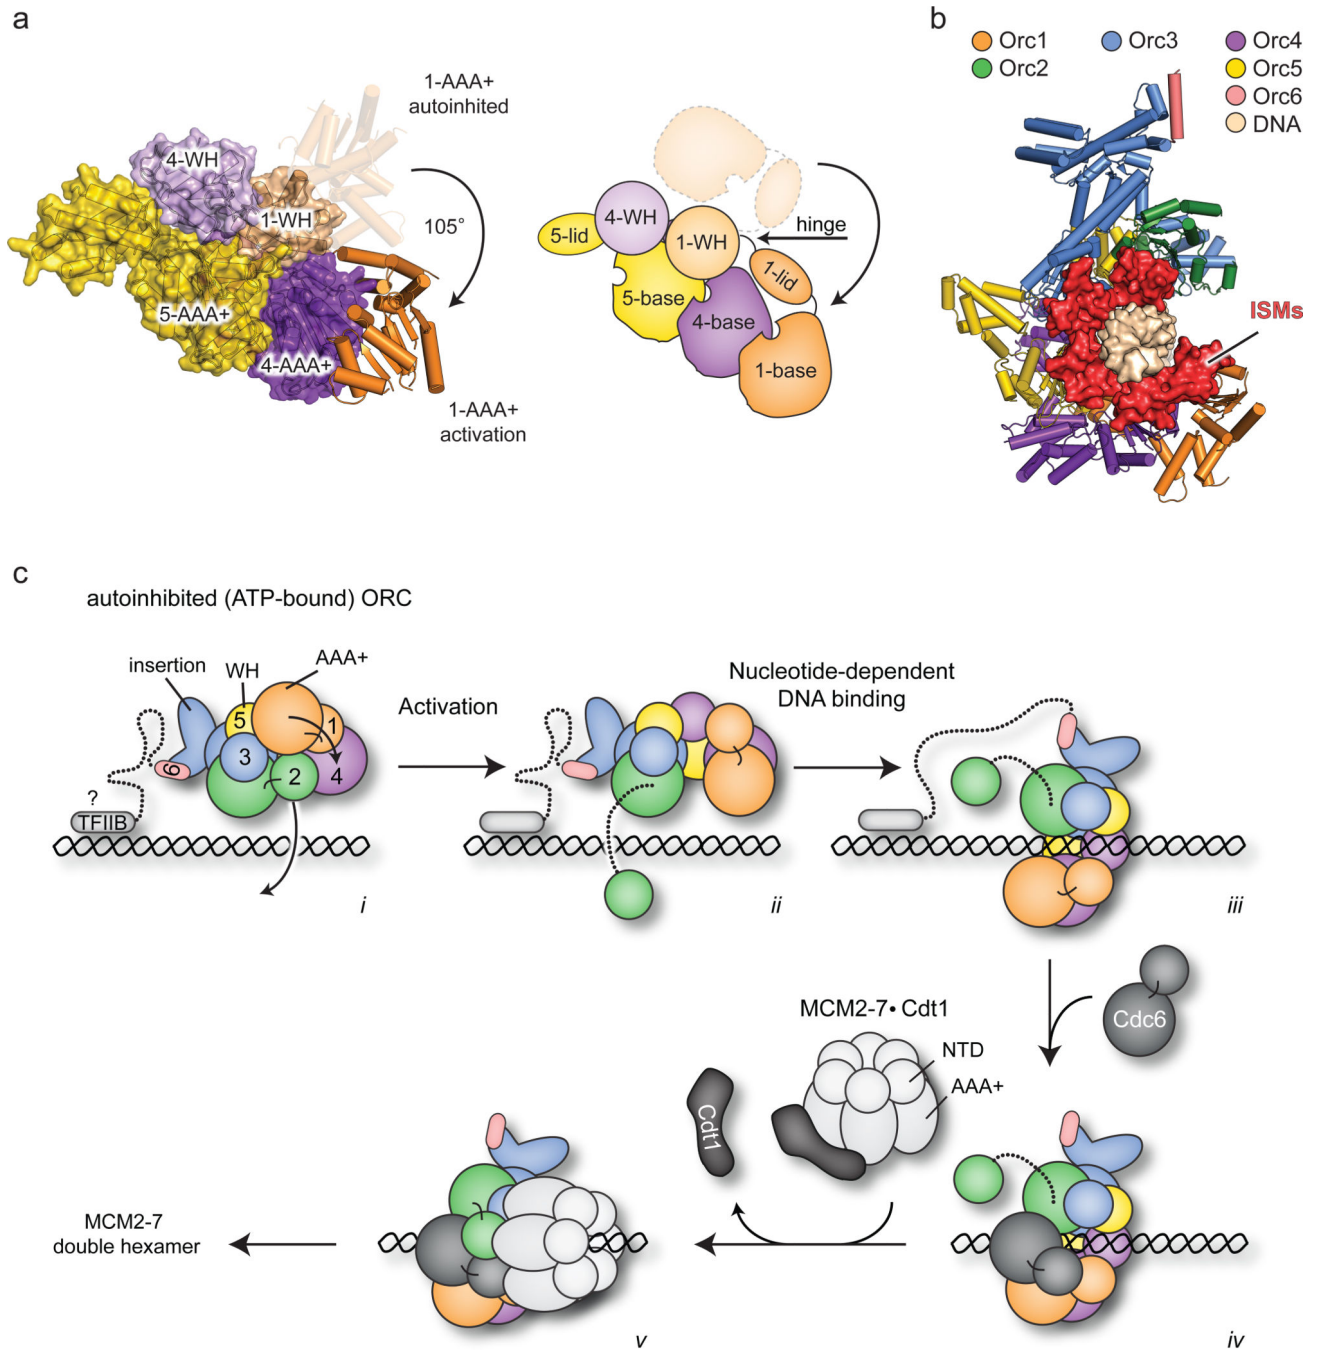 a
1-AAA+
autoinhited
4-WH
1-WH
105°
5-AAA+
4-AAA+
1-AAA+
activation
5-lid
4-WH
1-WH
hinge
1-lid
5-base
4-base
1-base
b
Orc1
Orc3
Orc4
Orc2
Orc5
Orc6
DNA
ISMs
c
autoinhibited (ATP-bound) ORC
insertion
WH
AAA+
5
1
3
2
4
6
?
TFIIB
i
Activation
ii
Nucleotide-dependent
DNA binding
iii
Cdc6
MCM2-7• Cdt1
NTD
AAA+
Cdt1
iv
v
MCM2-7
double hexamer